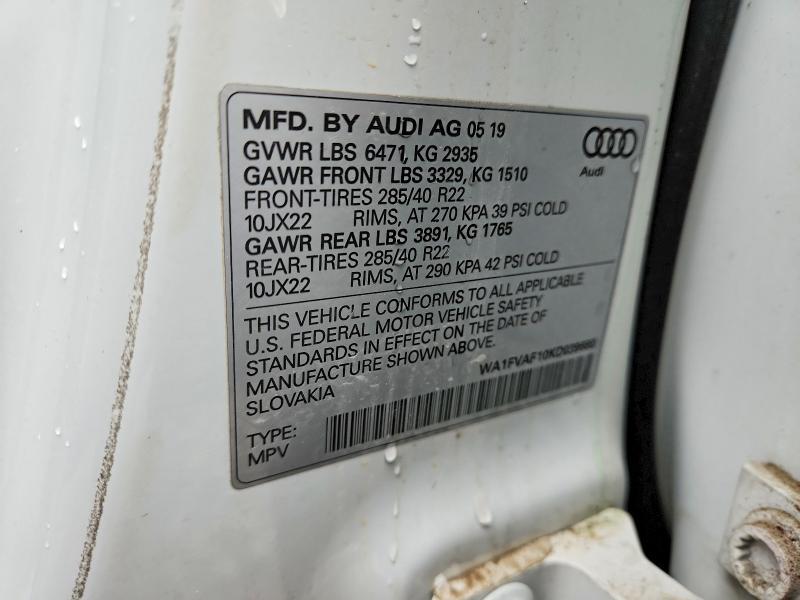 MFD. BY AUDI AG 05 19
GVWR LBS 6471, KG 2935
GAWR FRONT LBS 3329, KG 1510
FRONT-TIRES 285/40 R22
10JX22 RIMS, AT 270 KPA 39 PSI COLD
GAWR REAR LBS 3891, KG 1765
REAR-TIRES 285/40 R22
10JX22 RIMS, AT 290 KPA 42 PSI COLD
Audi
THIS VEHICLE CONFORMS TO ALL APPLICABLE
U.S. FEDERAL MOTOR VEHICLE SAFETY
STANDARDS IN EFFECT ON THE DATE OF
MANUFACTURE SHOWN ABOVE.
SLOVAKIA
TYPE:
MPV